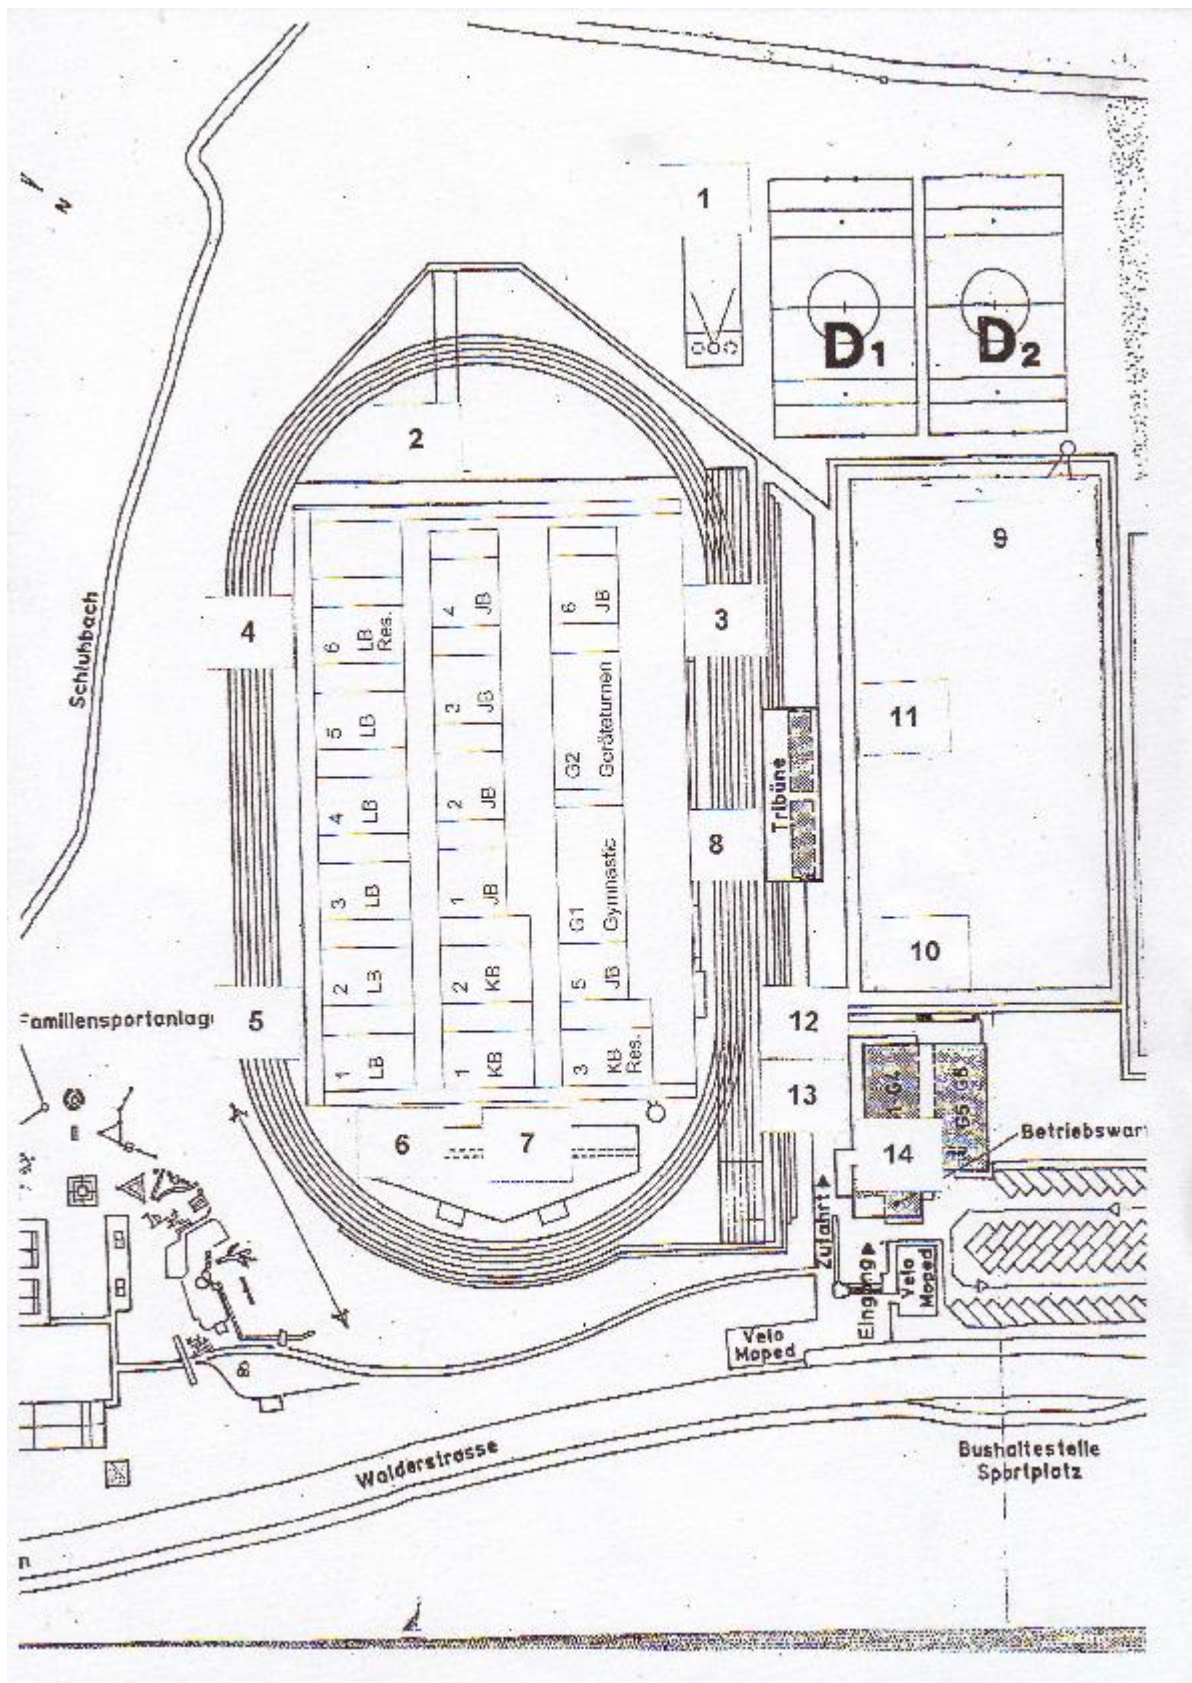 N
1
D1
D2
2
9
Schluhbach
4
3
6
LB
Res.
4
JB
6
JB
5
LB
3
JB
G2
Geräteturnen
11
Tribüne
4
LB
2
JB
8
3
LB
1
JB
G1
Gymnastic
10
2
LB
2
KB
5
JB
Familiensportanlage
5
12
1
LB
1
KB
3
KB
Res.
13
6
7
14
G5
Betriebswar
Zufahrt
Eingang
Velo
Moped
Velo
Moped
Walderstrasse
Bushaltestelle
Sportplatz
n